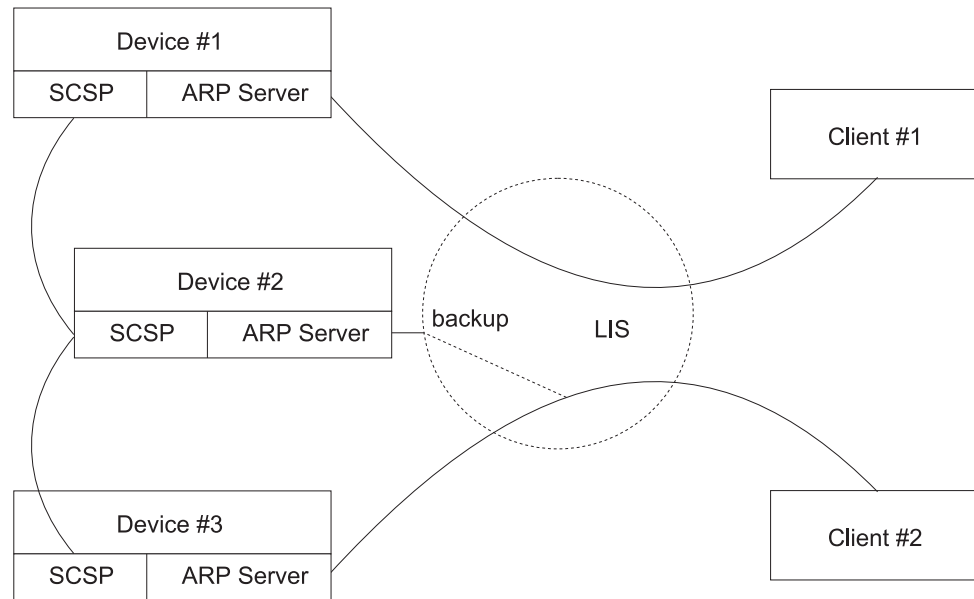 Device #1
SCSP ARP Server
Client #1
Device #2
SCSP ARP Server
backup
LIS
Device #3
SCSP ARP Server
Client #2